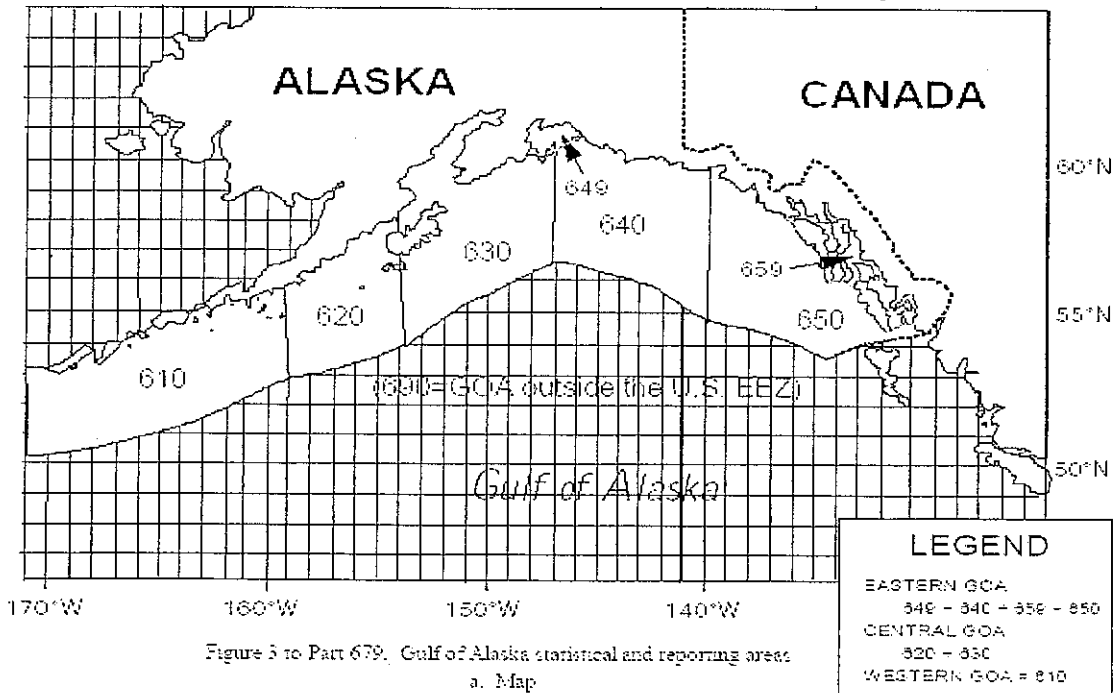 ALASKA
CANADA
60°N
649
640
630
659
55°N
620
650
610
(690=GOA outside the U.S. EEZ)
50°N
Gulf of Alaska
LEGEND
EASTERN GOA
649 + 640 + 659 + 650
CENTRAL GOA
620 + 630
WESTERN GOA = 610
170°W
160°W
150°W
140°W
Figure 3 to Part 679. Gulf of Alaska statistical and reporting areas
a. Map